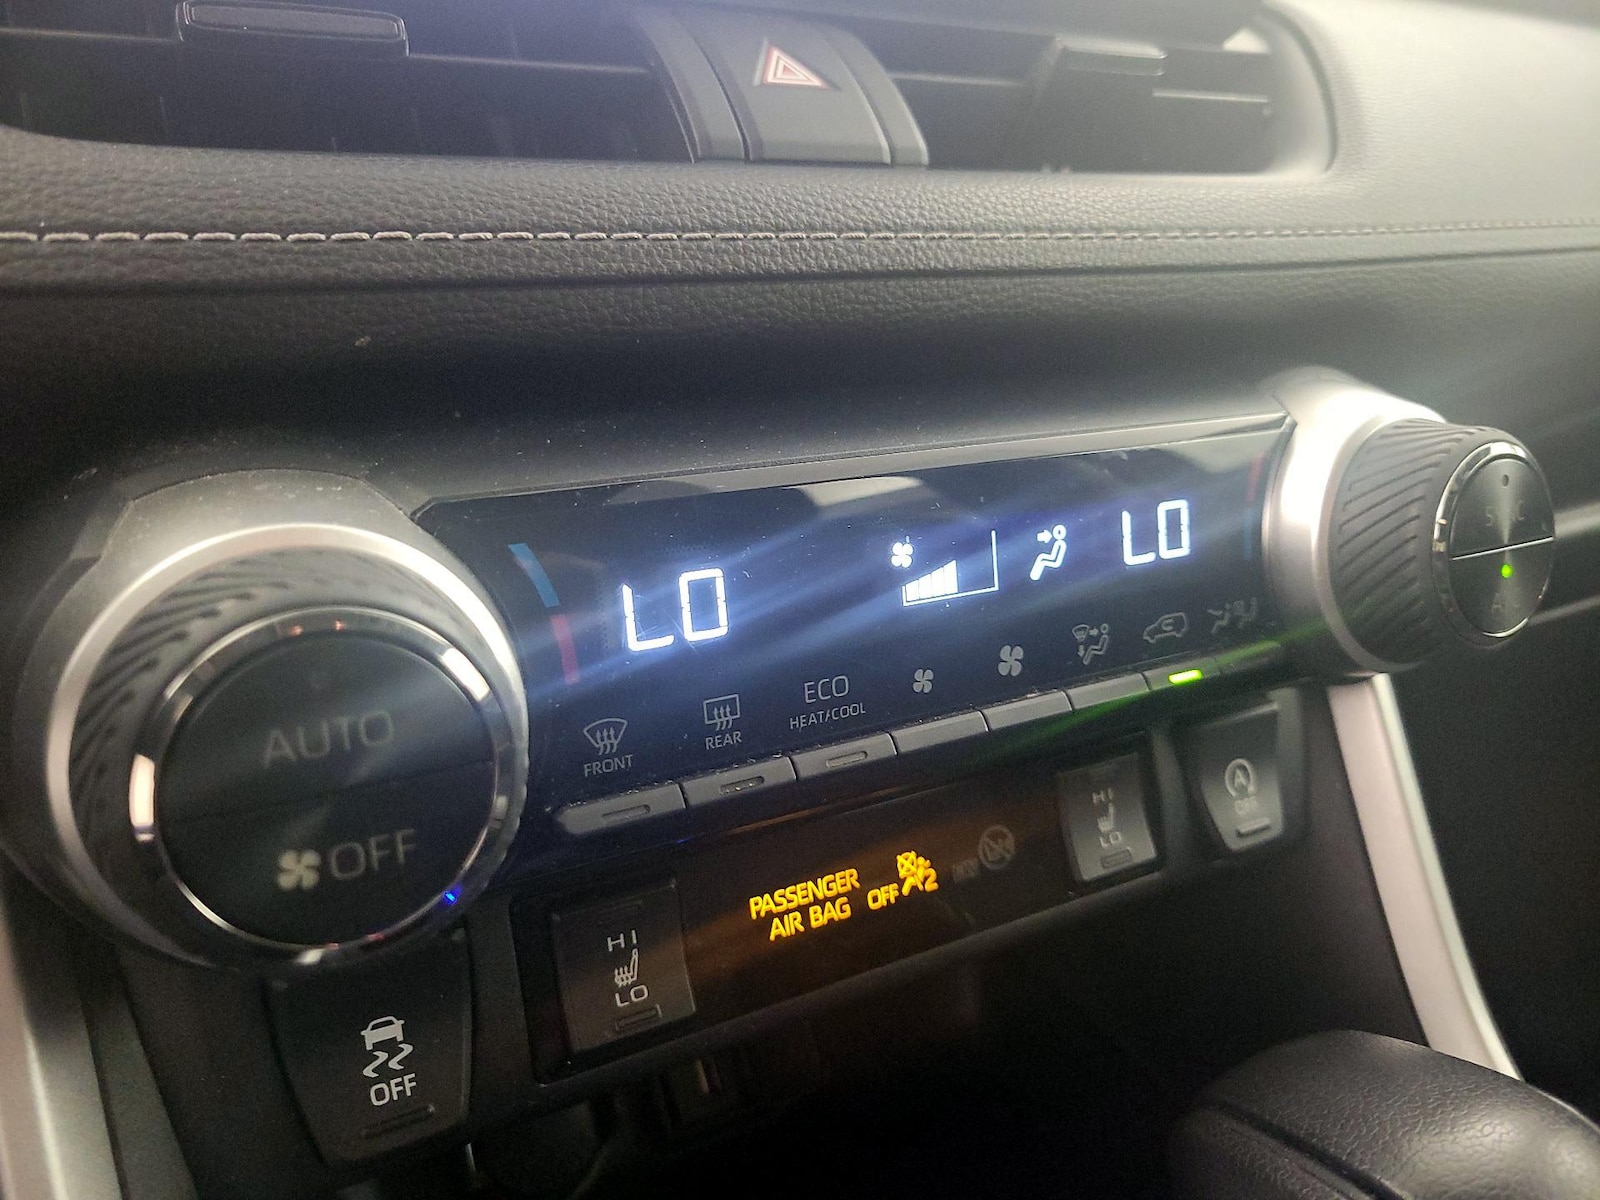 LO
LO
FRONT
REAR
ECO
HEAT/COOL
AUTO
OFF
A/C
PASSENGER
AIR BAG
OFF
2
HI
LO
HI
LO
A
OFF
OFF